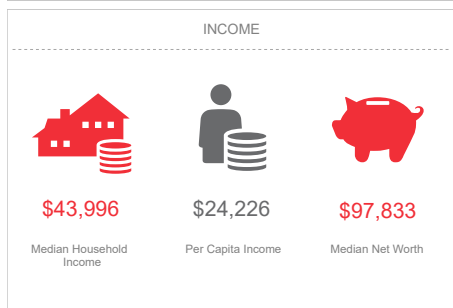 INCOME
$43,996
$24,226
$97,833
Median Household
Income
Per Capita Income
Median Net Worth